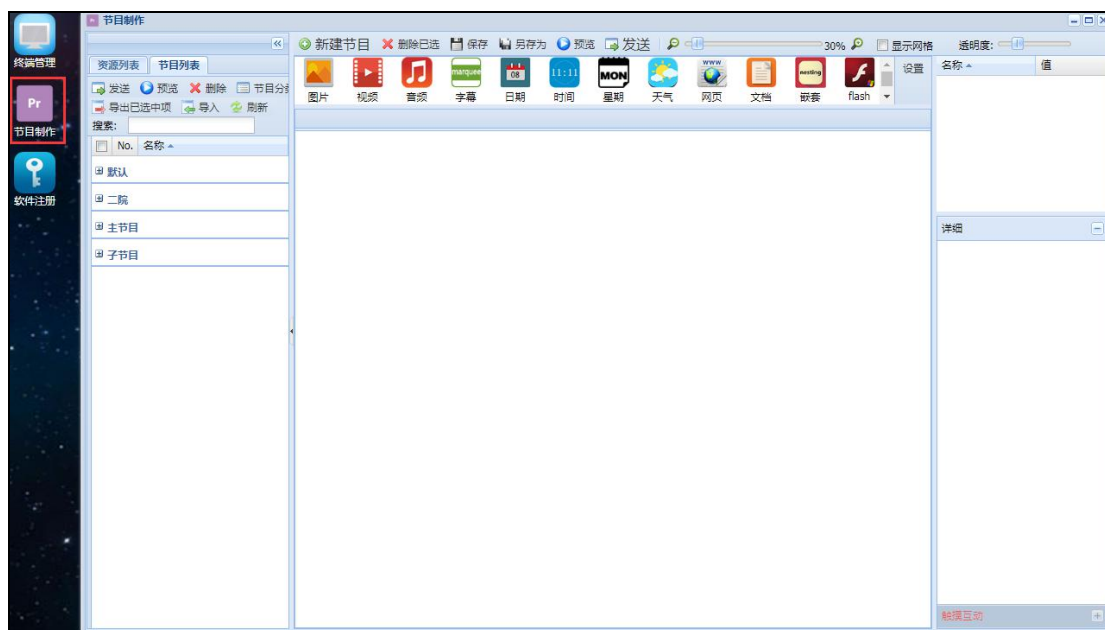 节目制作
终端管理
Pr
节目制作
软件注册
资源列表 节目列表
发送 预览 删除 节目分
导出已选中项 导入 刷新
搜索:
No. 名称
默认
二院
主节目
子节目
新建节目 删除已选 保存 另存为 预览 发送 30% 显示网格 透明度:
marquee 08 11:11 MON www nesting
图片 视频 音频 字幕 日期 时间 星期 天气 网页 文档 嵌套 flash 设置
名称 值
详细
触摸互动